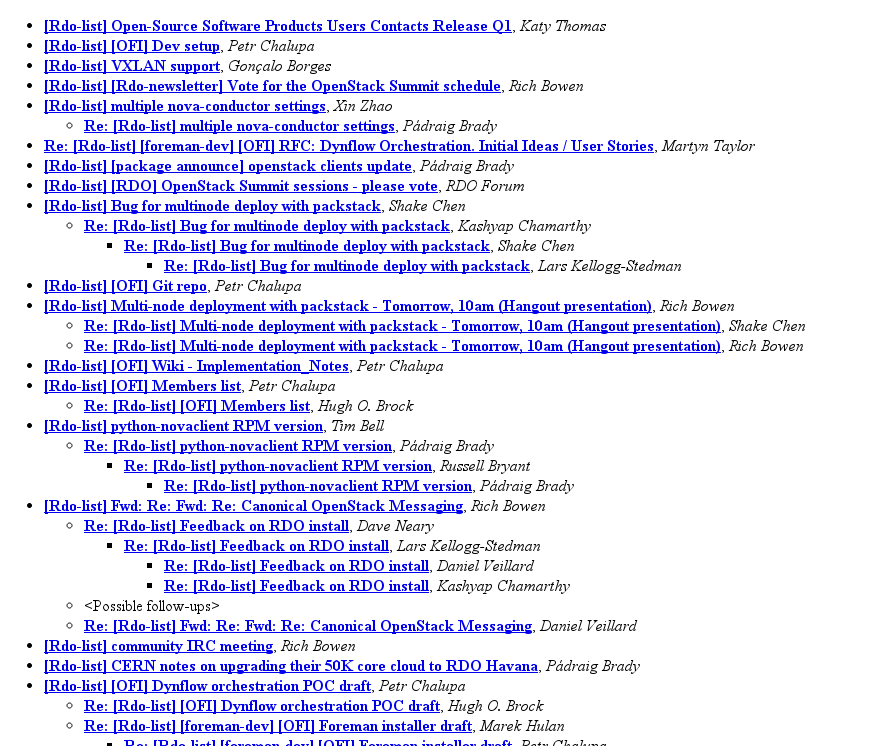 [Rdo-list] Open-Source Software Products Users Contacts Release Q1, Katy Thomas
[Rdo-list] [OFI] Dev setup, Petr Chalupa
[Rdo-list] VXLAN support, Gonçalo Borges
[Rdo-list] [Rdo-newsletter] Vote for the OpenStack Summit schedule, Rich Bowen
[Rdo-list] multiple nova-conductor settings, Xin Zhao
Re: [Rdo-list] multiple nova-conductor settings, Pádraig Brady
Re: [Rdo-list] [foreman-dev] [OFI] RFC: Dynflow Orchestration. Initial Ideas / User Stories, Martyn Taylor
[Rdo-list] [package announce] openstack clients update, Pádraig Brady
[Rdo-list] [RDO] OpenStack Summit sessions - please vote, RDO Forum
[Rdo-list] Bug for multinode deploy with packstack, Shake Chen
Re: [Rdo-list] Bug for multinode deploy with packstack, Kashyap Chamarthy
Re: [Rdo-list] Bug for multinode deploy with packstack, Shake Chen
Re: [Rdo-list] Bug for multinode deploy with packstack, Lars Kellogg-Stedman
[Rdo-list] [OFI] Git repo, Petr Chalupa
[Rdo-list] Multi-node deployment with packstack - Tomorrow, 10am (Hangout presentation), Rich Bowen
Re: [Rdo-list] Multi-node deployment with packstack - Tomorrow, 10am (Hangout presentation), Shake Chen
Re: [Rdo-list] Multi-node deployment with packstack - Tomorrow, 10am (Hangout presentation), Rich Bowen
[Rdo-list] [OFI] Wiki - Implementation_Notes, Petr Chalupa
[Rdo-list] [OFI] Members list, Petr Chalupa
Re: [Rdo-list] [OFI] Members list, Hugh O. Brock
[Rdo-list] python-novaclient RPM version, Tim Bell
Re: [Rdo-list] python-novaclient RPM version, Pádraig Brady
Re: [Rdo-list] python-novaclient RPM version, Russell Bryant
Re: [Rdo-list] python-novaclient RPM version, Pádraig Brady
[Rdo-list] Fwd: Re: Fwd: Re: Canonical OpenStack Messaging, Rich Bowen
Re: [Rdo-list] Feedback on RDO install, Dave Neary
Re: [Rdo-list] Feedback on RDO install, Lars Kellogg-Stedman
Re: [Rdo-list] Feedback on RDO install, Daniel Veillard
Re: [Rdo-list] Feedback on RDO install, Kashyap Chamarthy
<Possible follow-ups>
Re: [Rdo-list] Fwd: Re: Fwd: Re: Canonical OpenStack Messaging, Daniel Veillard
[Rdo-list] community IRC meeting, Rich Bowen
[Rdo-list] CERN notes on upgrading their 50K core cloud to RDO Havana, Pádraig Brady
[Rdo-list] [OFI] Dynflow orchestration POC draft, Petr Chalupa
Re: [Rdo-list] [OFI] Dynflow orchestration POC draft, Hugh O. Brock
Re: [Rdo-list] [foreman-dev] [OFI] Foreman installer draft, Marek Hulan
Re: [Rdo-list] [foreman-dev] [OFI] Foreman installer draft, Petr Chalupa